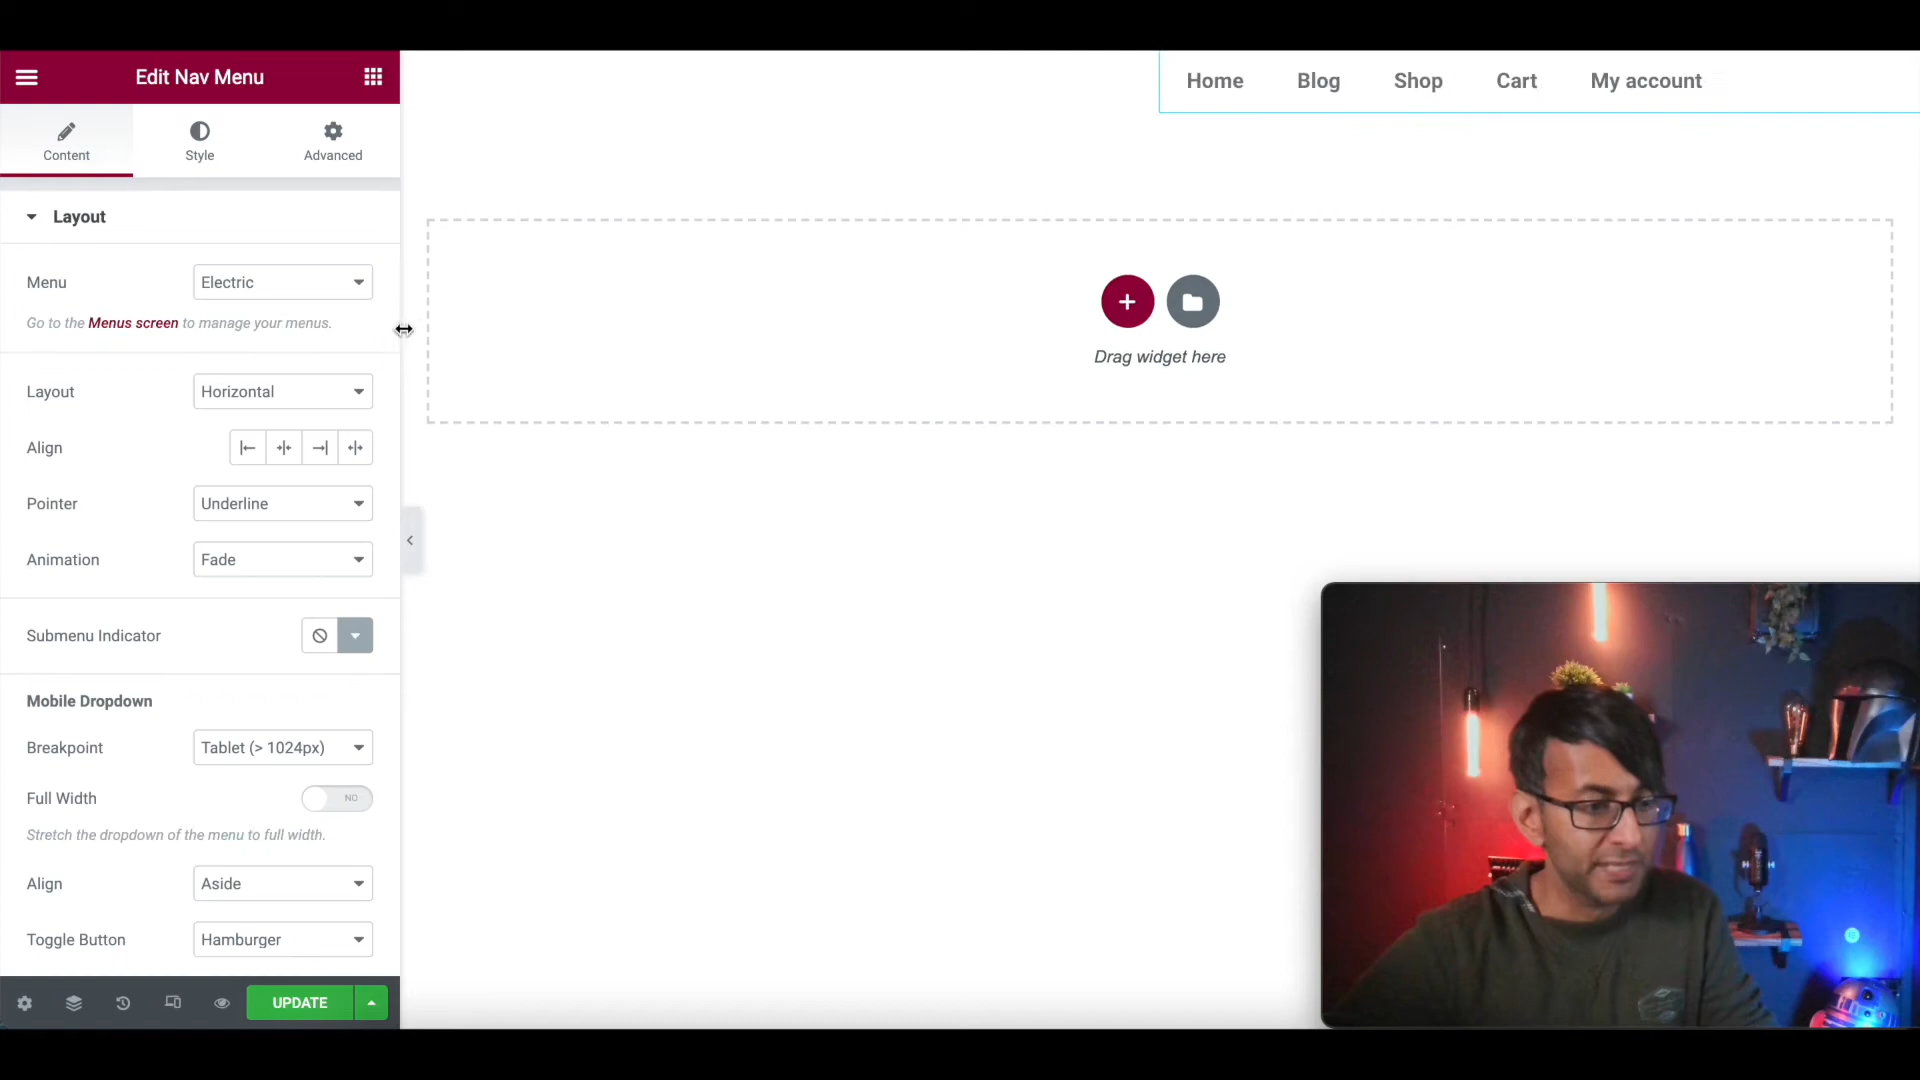 Edit Nav Menu
Content
Style
Advanced
Layout
Menu
Electric
Go to the Menus screen to manage your menus.
Layout
Horizontal
Align
Pointer
Underline
Animation
Fade
Submenu Indicator
Mobile Dropdown
Breakpoint
Tablet (> 1024px)
Full Width
NO
Stretch the dropdown of the menu to full width.
Align
Aside
Toggle Button
Hamburger
UPDATE
Home Blog Shop Cart My account
Drag widget here